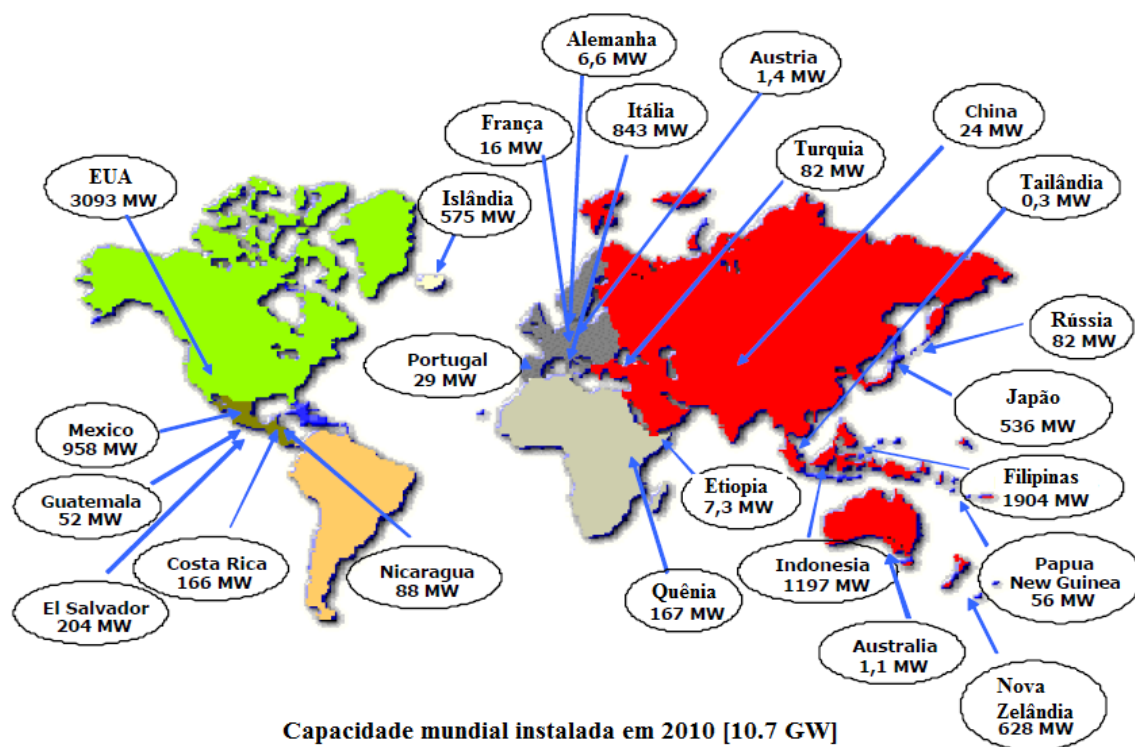 Alemanha
6,6 MW
Austria
1,4 MW
França
16 MW
Itália
843 MW
China
24 MW
Turquia
82 MW
EUA
3093 MW
Islândia
575 MW
Tailândia
0,3 MW
Rússia
82 MW
Portugal
29 MW
Japão
536 MW
Mexico
958 MW
Filipinas
1904 MW
Guatemala
52 MW
Etiopia
7,3 MW
Costa Rica
166 MW
Nicaragua
88 MW
Quênia
167 MW
Indonesia
1197 MW
Papua
New Guinea
56 MW
El Salvador
204 MW
Australia
1,1 MW
Nova
Zelândia
628 MW
Capacidade mundial instalada em 2010 [10.7 GW]